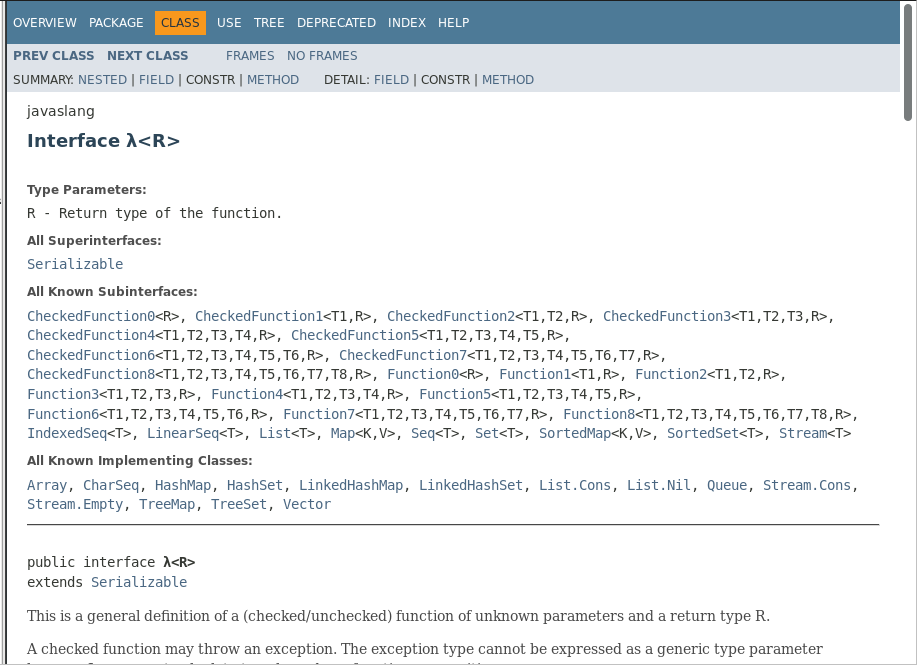 OVERVIEW PACKAGE CLASS USE TREE DEPRECATED INDEX HELP
PREV CLASS NEXT CLASS FRAMES NO FRAMES
SUMMARY: NESTED | FIELD | CONSTR | METHOD DETAIL: FIELD | CONSTR | METHOD
javaslang
Interface λ<R>
Type Parameters:
R - Return type of the function.
All Superinterfaces:
Serializable
All Known Subinterfaces:
CheckedFunction0<R>, CheckedFunction1<T1,R>, CheckedFunction2<T1,T2,R>, CheckedFunction3<T1,T2,T3,R>,
CheckedFunction4<T1,T2,T3,T4,R>, CheckedFunction5<T1,T2,T3,T4,T5,R>,
CheckedFunction6<T1,T2,T3,T4,T5,T6,R>, CheckedFunction7<T1,T2,T3,T4,T5,T6,T7,R>,
CheckedFunction8<T1,T2,T3,T4,T5,T6,T7,T8,R>, Function0<R>, Function1<T1,R>, Function2<T1,T2,R>,
Function3<T1,T2,T3,R>, Function4<T1,T2,T3,T4,R>, Function5<T1,T2,T3,T4,T5,R>,
Function6<T1,T2,T3,T4,T5,T6,R>, Function7<T1,T2,T3,T4,T5,T6,T7,R>, Function8<T1,T2,T3,T4,T5,T6,T7,T8,R>,
IndexedSeq<T>, LinearSeq<T>, List<T>, Map<K,V>, Seq<T>, Set<T>, SortedMap<K,V>, SortedSet<T>, Stream<T>
All Known Implementing Classes:
Array, CharSeq, HashMap, HashSet, LinkedHashMap, LinkedHashSet, List.Cons, List.Nil, Queue, Stream.Cons,
Stream.Empty, TreeMap, TreeSet, Vector
public interface λ<R>
extends Serializable
This is a general definition of a (checked/unchecked) function of unknown parameters and a return type R.
A checked function may throw an exception. The exception type cannot be expressed as a generic type parameter